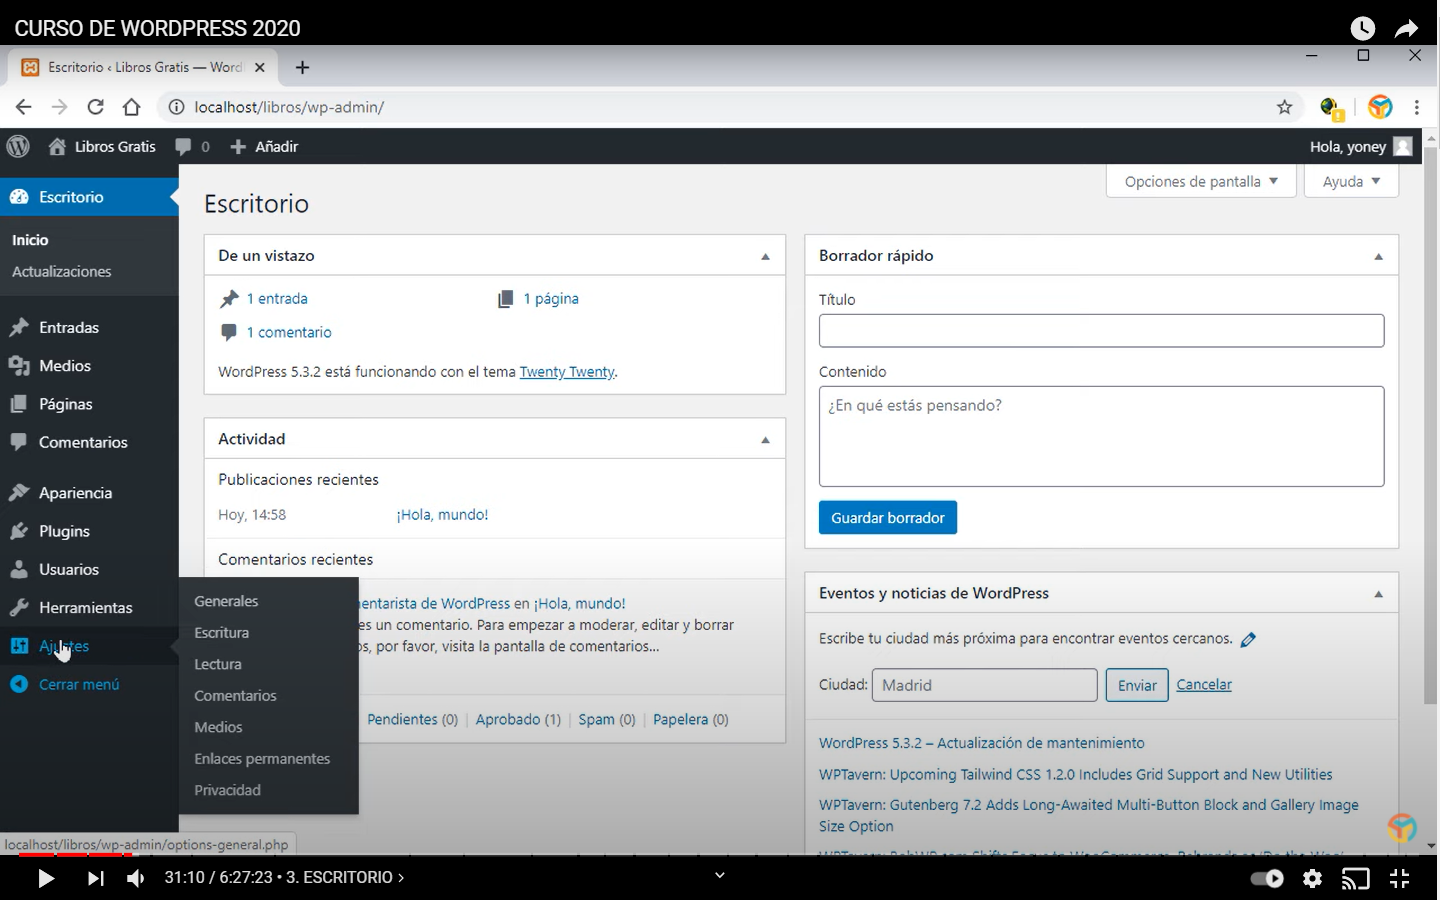 CURSO DE WORDPRESS 2020
Escritorio ‹ Libros Gratis — Word
localhost/libros/wp-admin/
Libros Gratis
0
Añadir
Hola, yoney
Escritorio
Inicio
Actualizaciones
Entradas
Medios
Páginas
Comentarios
Apariencia
Plugins
Usuarios
Herramientas
Ajustes
Cerrar menú
Generales
Escritura
Lectura
Comentarios
Medios
Enlaces permanentes
Privacidad
Opciones de pantalla
Ayuda
Escritorio
De un vistazo
1 entrada
1 página
1 comentario
WordPress 5.3.2 está funcionando con el tema Twenty Twenty.
Actividad
Publicaciones recientes
Hoy, 14:58
¡Hola, mundo!
Comentarios recientes
entarista de WordPress en ¡Hola, mundo!
es un comentario. Para empezar a moderar, editar y borrar
os, por favor, visita la pantalla de comentarios...
Pendientes (0) | Aprobado (1) | Spam (0) | Papelera (0)
Borrador rápido
Título
Contenido
¿En qué estás pensando?
Guardar borrador
Eventos y noticias de WordPress
Escribe tu ciudad más próxima para encontrar eventos cercanos.
Ciudad: Madrid Enviar Cancelar
WordPress 5.3.2 – Actualización de mantenimiento
WPTavern: Upcoming Tailwind CSS 1.2.0 Includes Grid Support and New Utilities
WPTavern: Gutenberg 7.2 Adds Long-Awaited Multi-Button Block and Gallery Image
Size Option
localhost/libros/wp-admin/options-general.php
31:10 / 6:27:23 • 3. ESCRITORIO ›